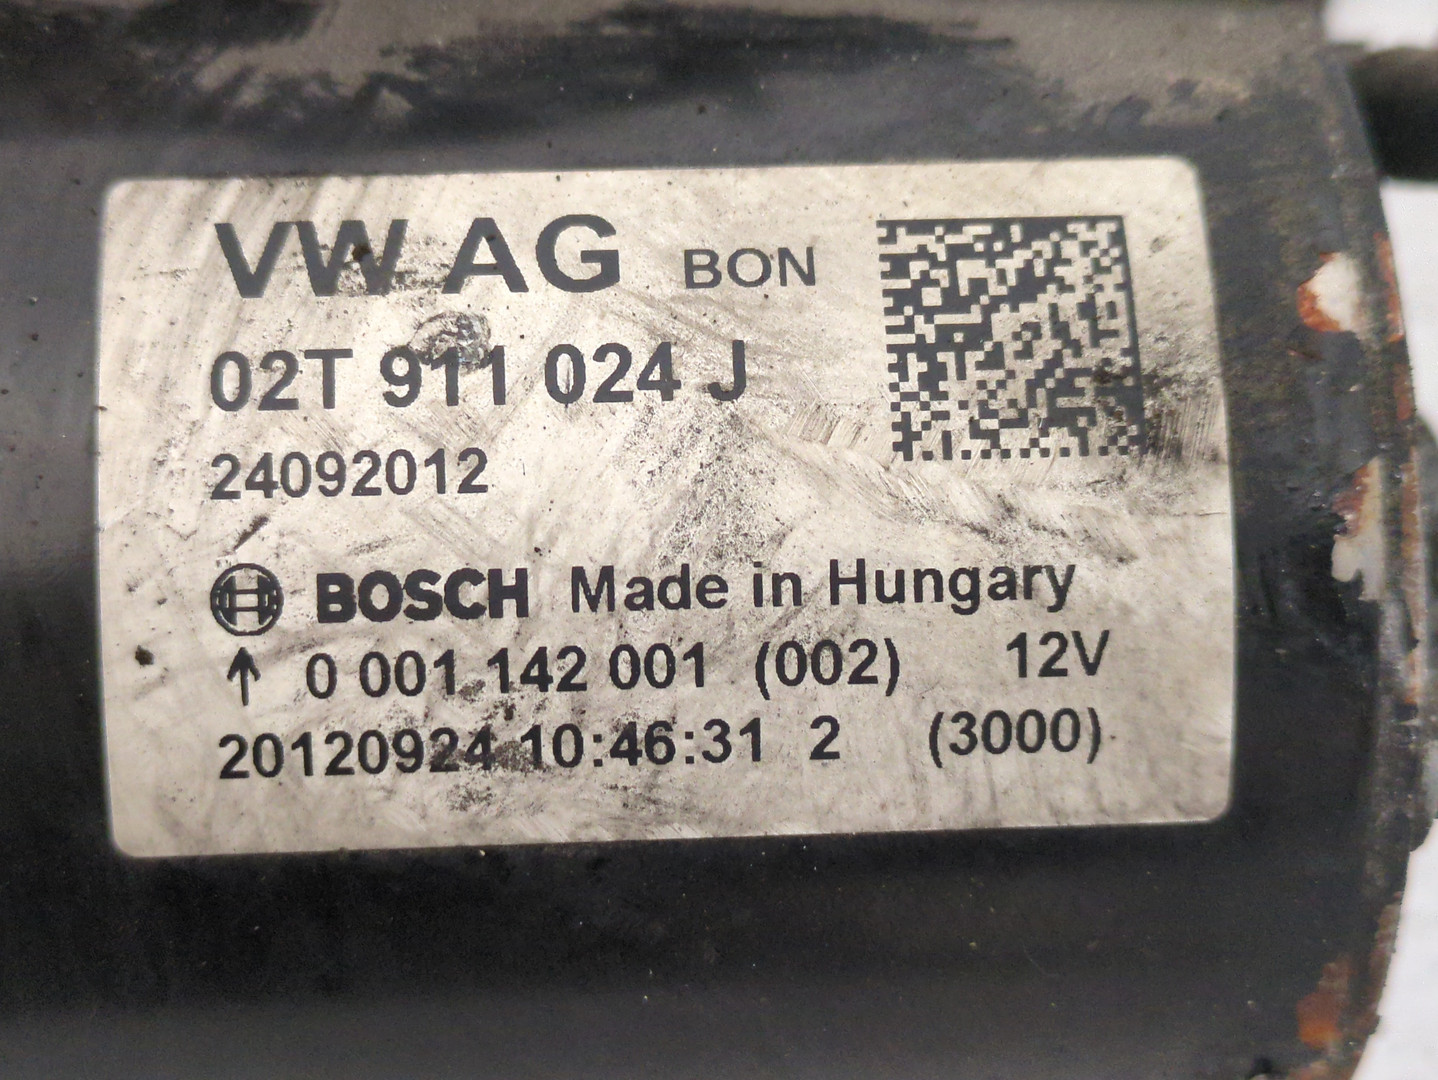 VW AG BON
02T 911 024 J
24092012
BOSCH Made in Hungary
↑ 0 001 142 001 (002) 12V
20120924 10:46:31 2 (3000)